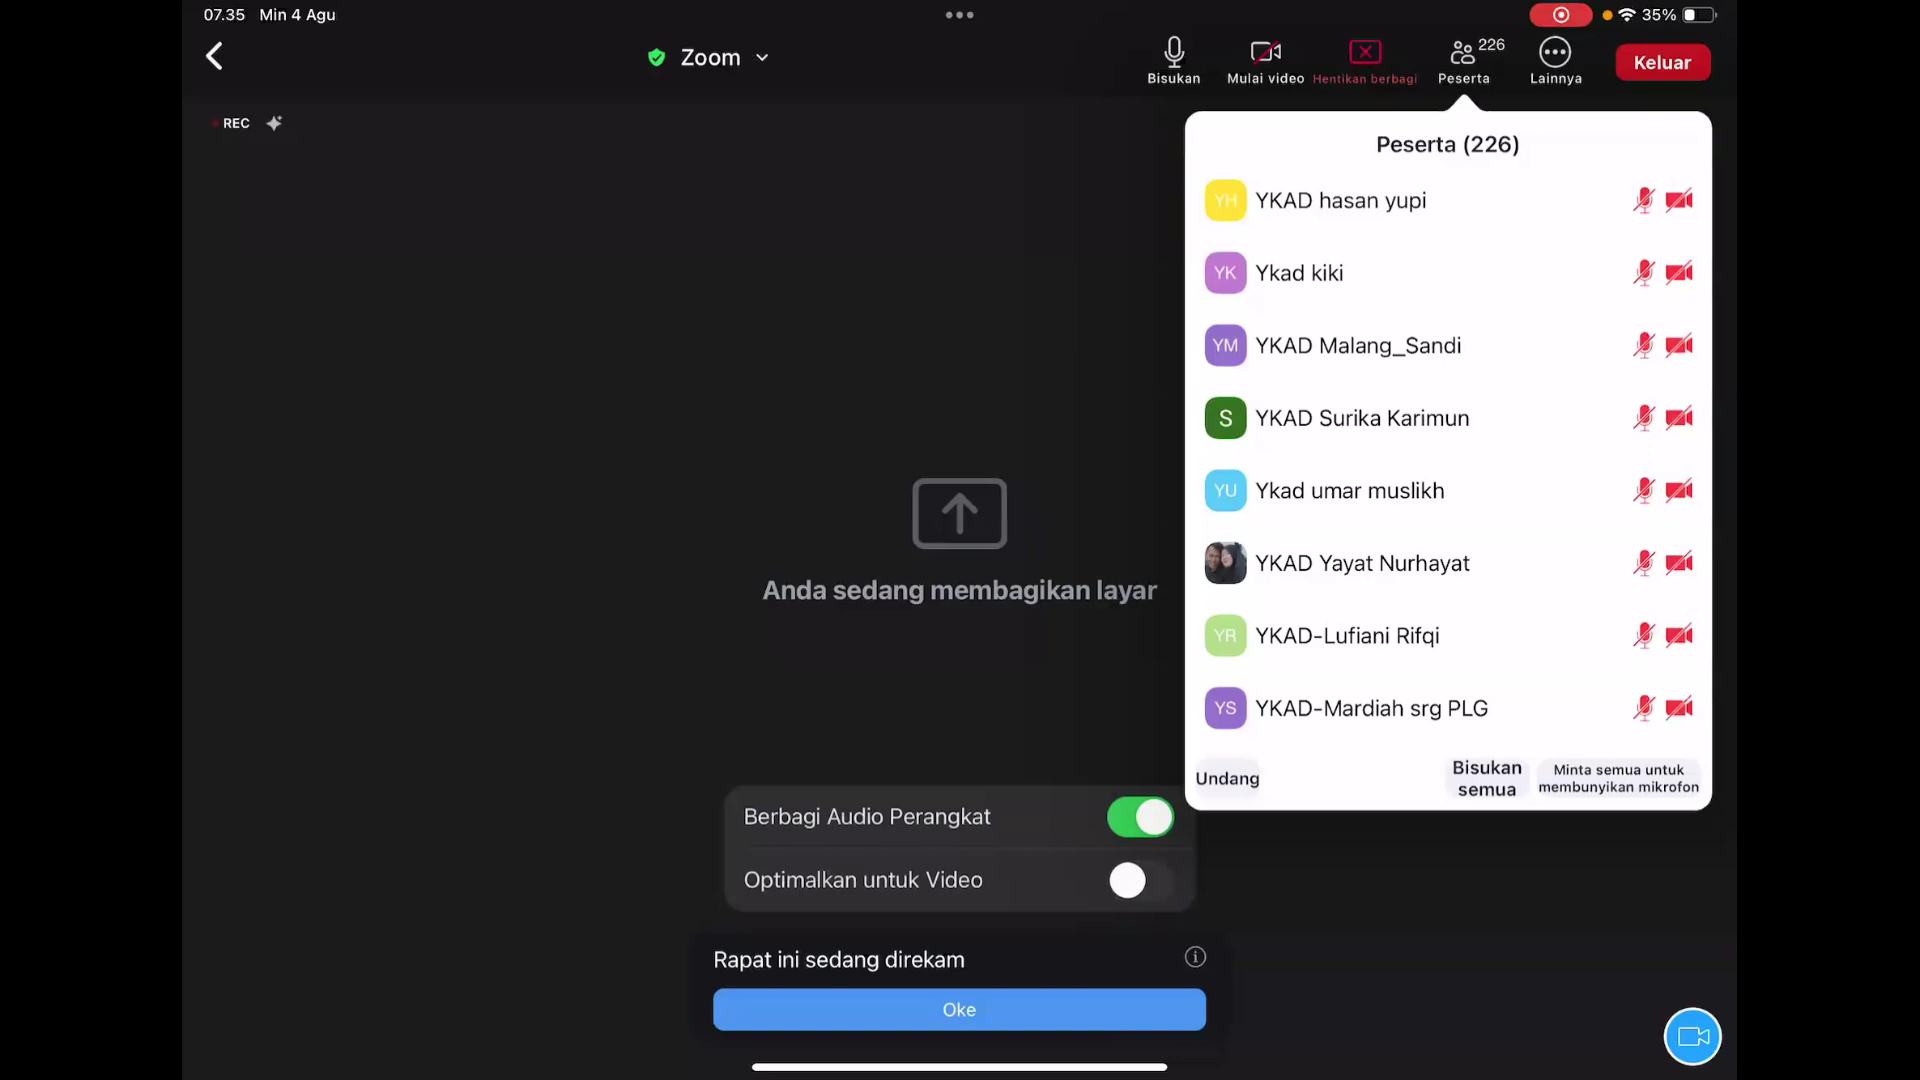 07.35 Min 4 Agu
35%
Zoom
Bisukan
Mulai video
Hentikan berbagi
226
Peserta
Lainnya
Keluar
REC
Peserta (226)
YH YKAD hasan yupi
YK Ykad kiki
YM YKAD Malang_Sandi
S YKAD Surika Karimun
YU Ykad umar muslikh
YKAD Yayat Nurhayat
YR YKAD-Lufiani Rifqi
YS YKAD-Mardiah srg PLG
Undang
Bisukan
semua
Minta semua untuk
membunyikan mikrofon
Anda sedang membagikan layar
Berbagi Audio Perangkat
Optimalkan untuk Video
Rapat ini sedang direkam
Oke